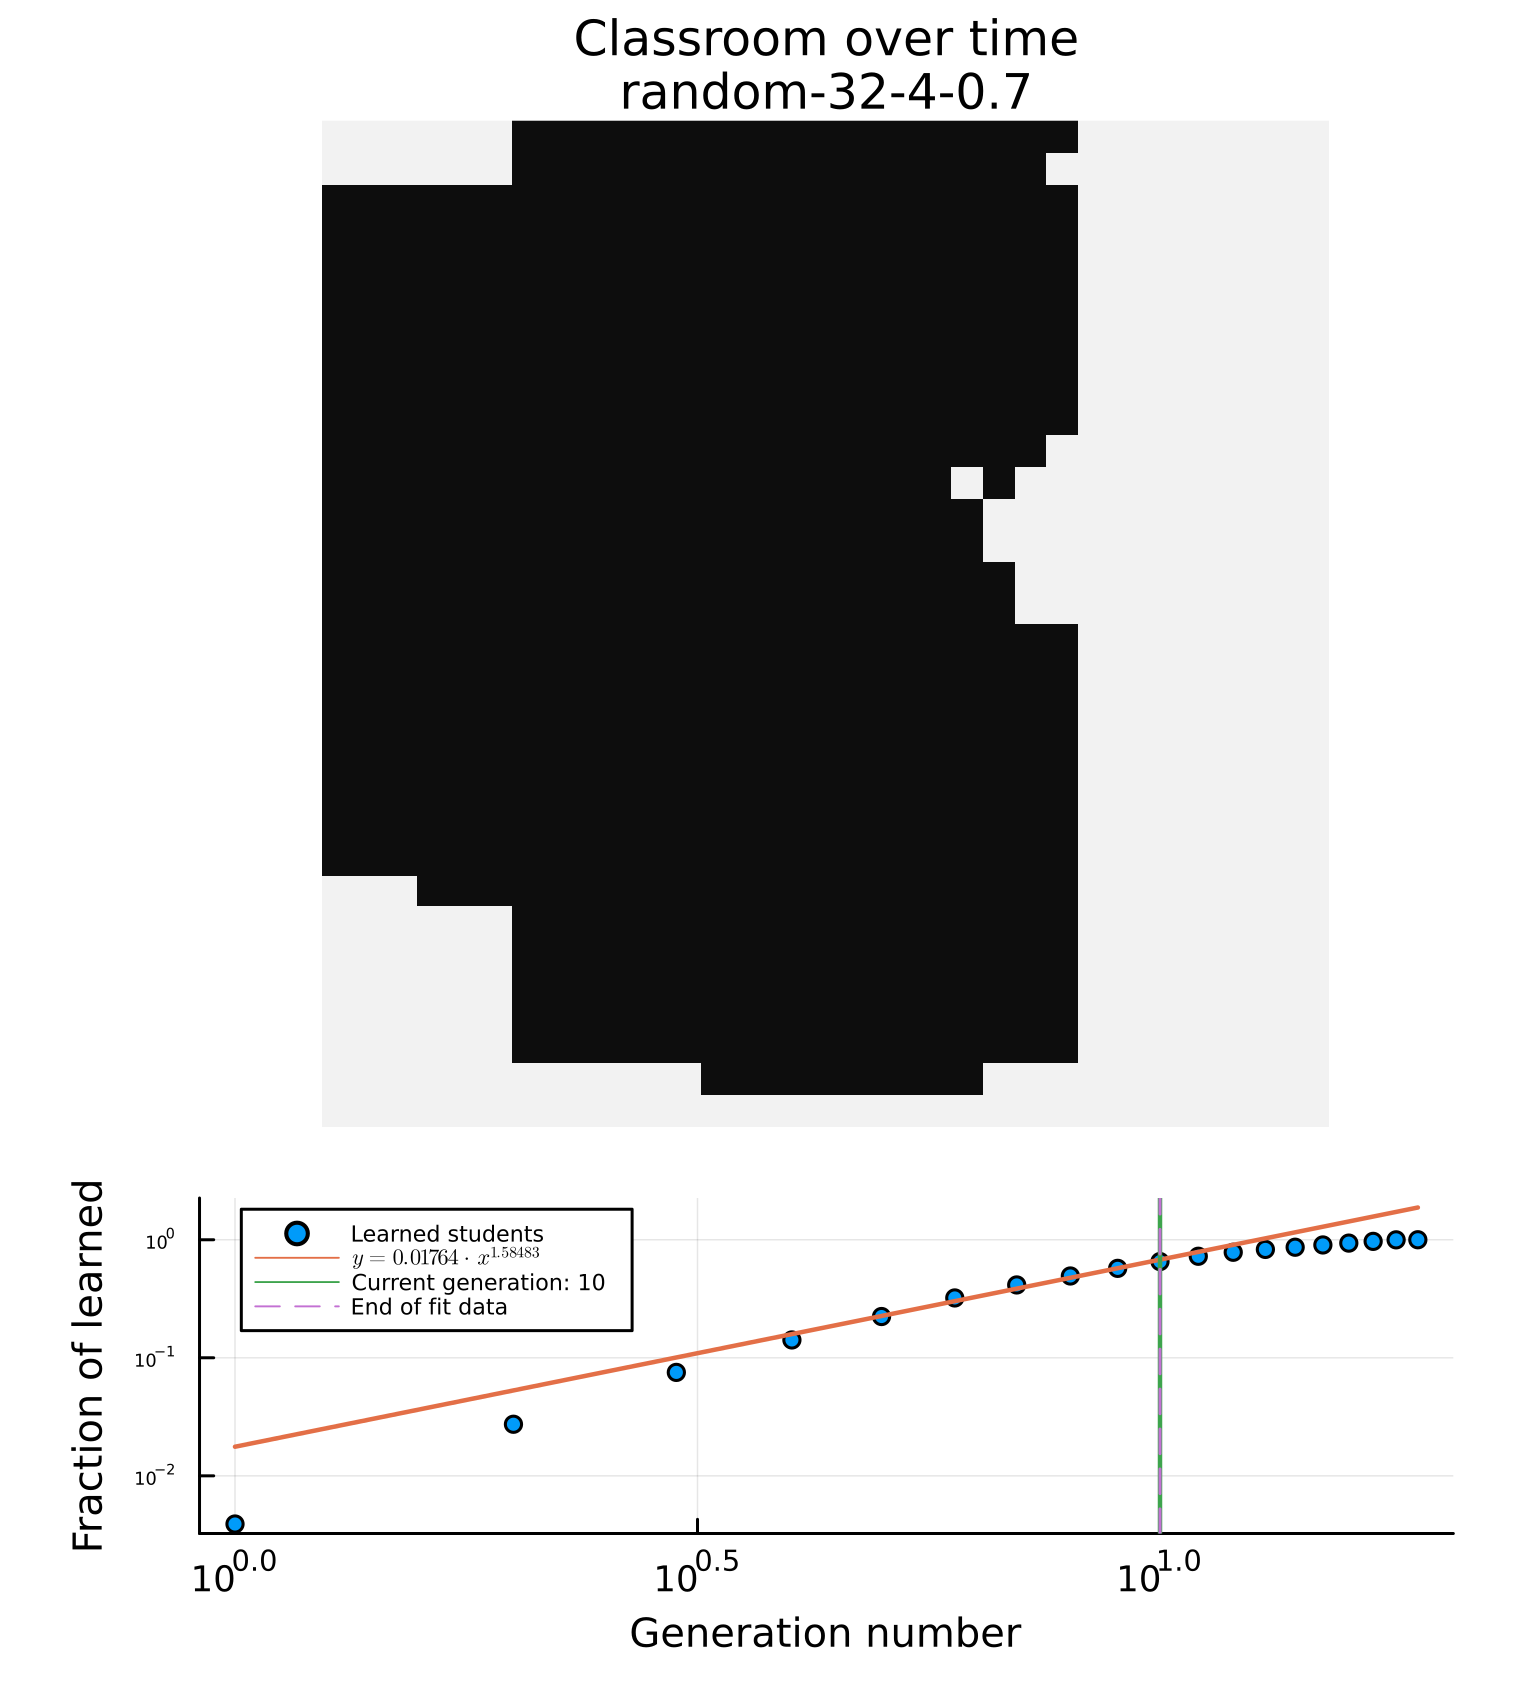 Classroom over time
random-32-4-0.7
Fraction of learned
10⁰
10⁻¹
10⁻²
Learned students
y = 0.01764 · x^1.58483
Current generation: 10
End of fit data
10^0.0
10^0.5
10^1.0
Generation number